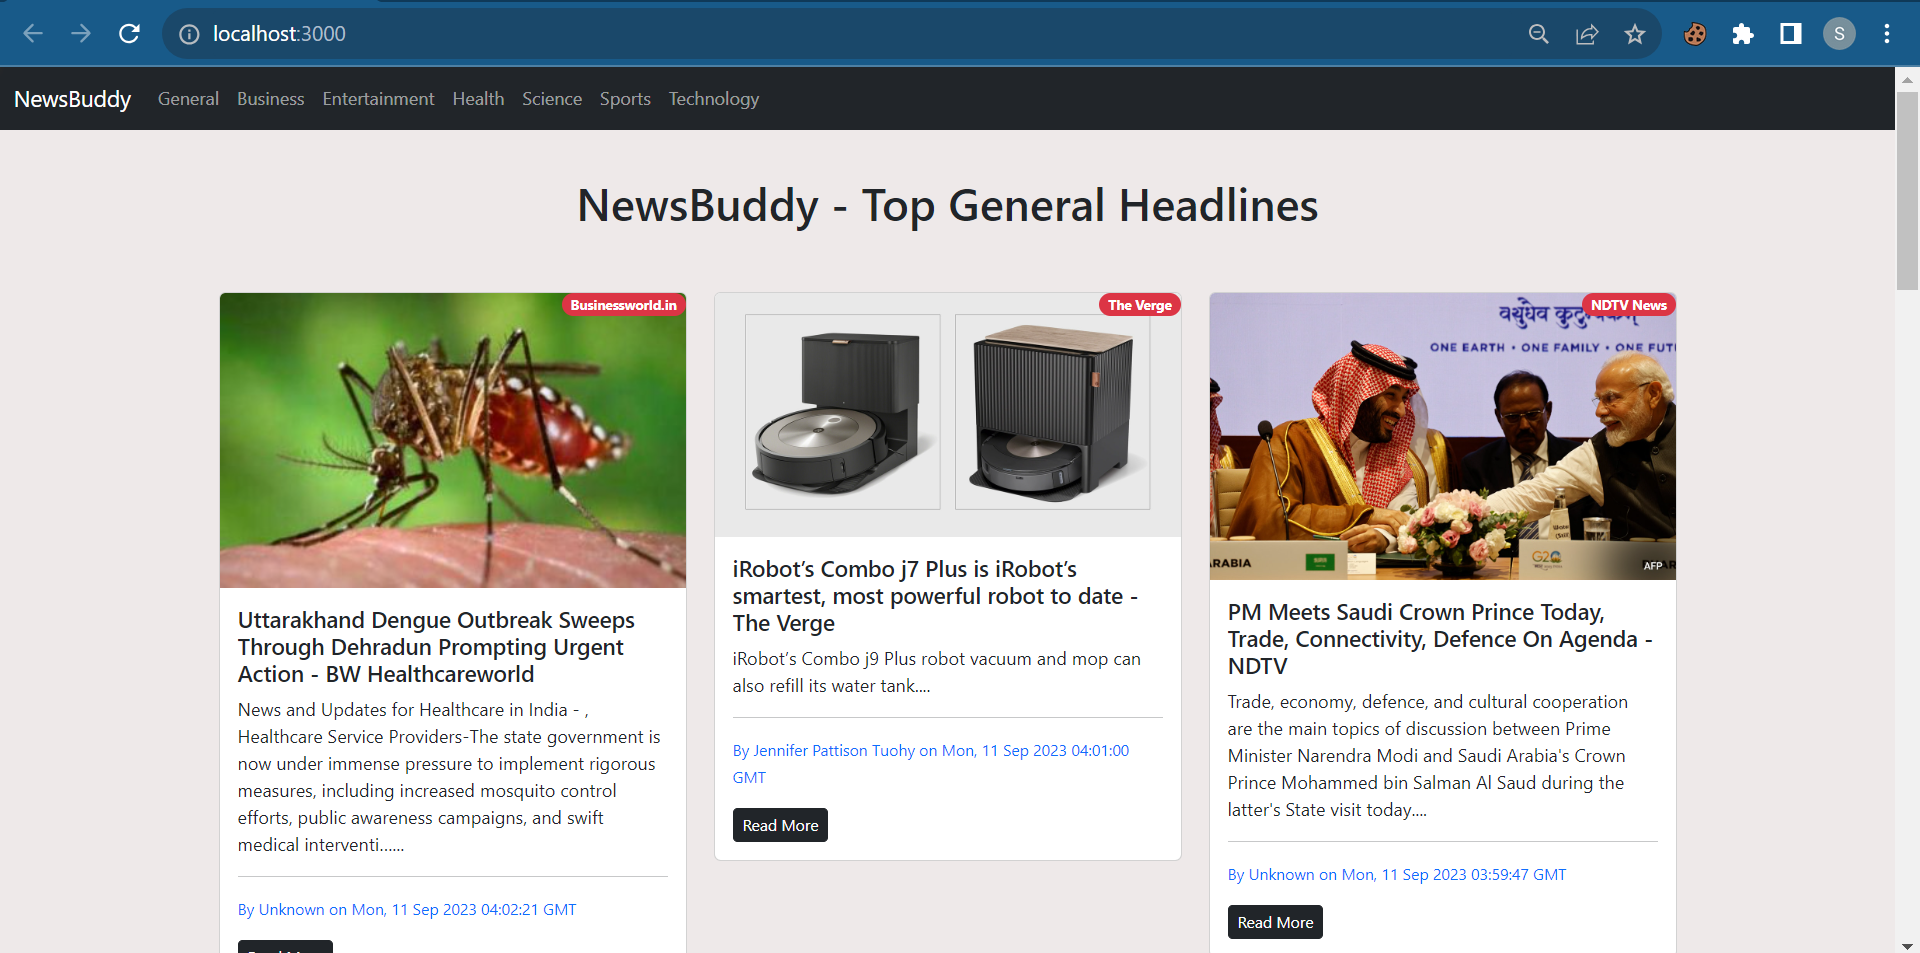 localhost:3000
S
NewsBuddy General Business Entertainment Health Science Sports Technology
NewsBuddy - Top General Headlines
Businessworld.in
Uttarakhand Dengue Outbreak Sweeps
Through Dehradun Prompting Urgent
Action - BW Healthcareworld
News and Updates for Healthcare in India - ,
Healthcare Service Providers-The state government is
now under immense pressure to implement rigorous
measures, including increased mosquito control
efforts, public awareness campaigns, and swift
medical interventi......
By Unknown on Mon, 11 Sep 2023 04:02:21 GMT
The Verge
iRobot’s Combo j7 Plus is iRobot’s
smartest, most powerful robot to date -
The Verge
iRobot’s Combo j9 Plus robot vacuum and mop can
also refill its water tank....
By Jennifer Pattison Tuohy on Mon, 11 Sep 2023 04:01:00
GMT
Read More
NDTV News
वसुधैव
ONE EARTH • ONE FAMILY • ONE FUT
ARABIA
G20
AFP
PM Meets Saudi Crown Prince Today,
Trade, Connectivity, Defence On Agenda -
NDTV
Trade, economy, defence, and cultural cooperation
are the main topics of discussion between Prime
Minister Narendra Modi and Saudi Arabia's Crown
Prince Mohammed bin Salman Al Saud during the
latter's State visit today....
By Unknown on Mon, 11 Sep 2023 03:59:47 GMT
Read More